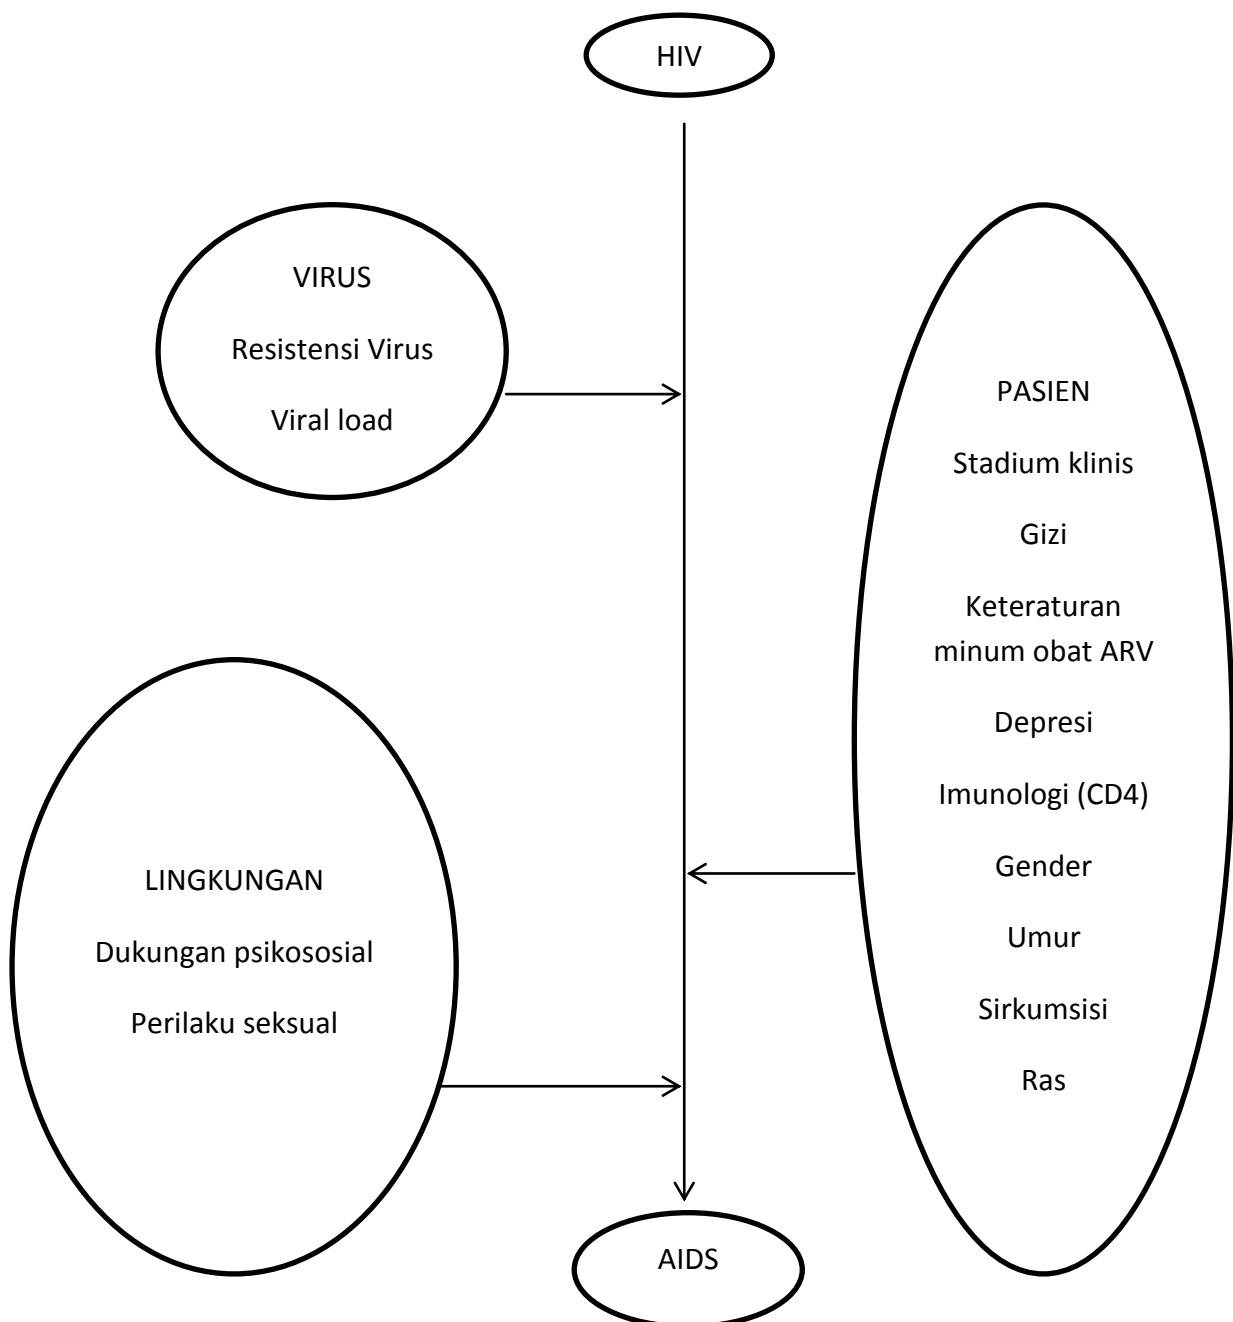 HIV
VIRUS
Resistensi Virus
Viral load
PASIEN
Stadium klinis
Gizi
Keteraturan
minum obat ARV
Depresi
Imunologi (CD4)
Gender
Umur
Sirkumsisi
Ras
LINGKUNGAN
Dukungan psikososial
Perilaku seksual
AIDS